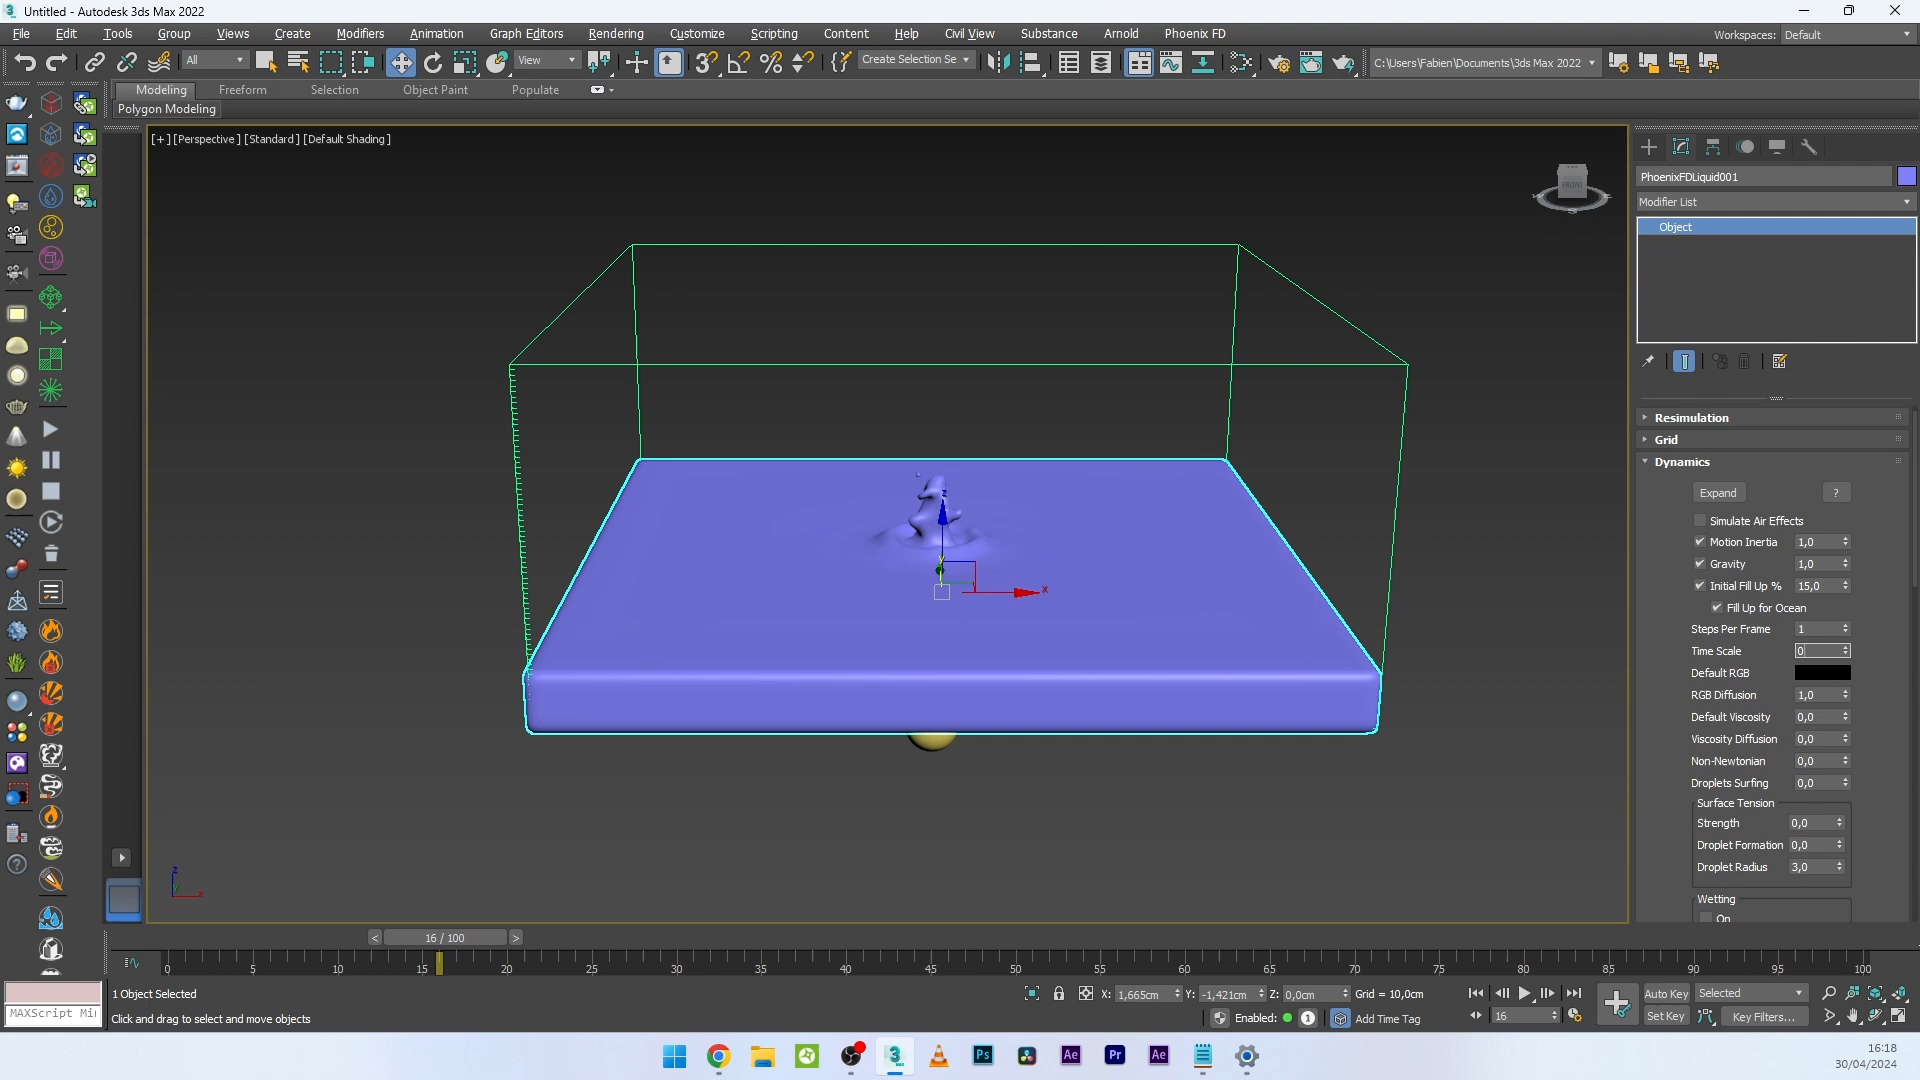 Untitled - Autodesk 3ds Max 2022
File Edit Tools Group Views Create Modifiers Animation Graph Editors Rendering Customize Scripting Content Help Civil View Substance Arnold Phoenix FD
Workspaces: Default
All
View
Create Selection Se
C:\Users\Fabien\Documents\3ds Max 2022
Modeling Freeform Selection Object Paint Populate
Polygon Modeling
[+] [Perspective] [Standard] [Default Shading]
FRONT
PhoenixFDLiquid001
Modifier List
Object
Resimulation
Grid
Dynamics
Expand ?
Simulate Air Effects
Motion Inertia 1,0
Gravity 1,0
Initial Fill Up % 15,0
Fill Up for Ocean
Steps Per Frame 1
Time Scale 0
Default RGB
RGB Diffusion 1,0
Default Viscosity 0,0
Viscosity Diffusion 0,0
Non-Newtonian 0,0
Droplets Surfing 0,0
Surface Tension
Strength 0,0
Droplet Formation 0,0
Droplet Radius 3,0
Wetting
On
z
x
z
x
< 16 / 100 >
0 5 10 15 20 25 30 35 40 45 50 55 60 65 70 75 80 85 90 95 100
1 Object Selected
X: 1,665cm Y: -1,421cm Z: 0,0cm Grid = 10,0cm
Auto Key Selected
MAXScript Mi
Click and drag to select and move objects
Enabled: 1 Add Time Tag
16
Set Key Key Filters...
3 Ps Ae Pr Ae
16:18
30/04/2024